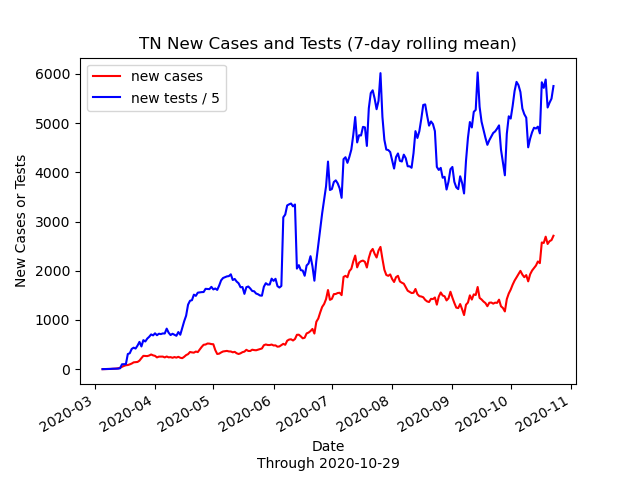 TN New Cases and Tests (7-day rolling mean)
new cases
new tests / 5
New Cases or Tests
6000
5000
4000
3000
2000
1000
0
2020-03
2020-04
2020-05
2020-06
2020-07
2020-08
2020-09
2020-10
2020-11
Date
Through 2020-10-29